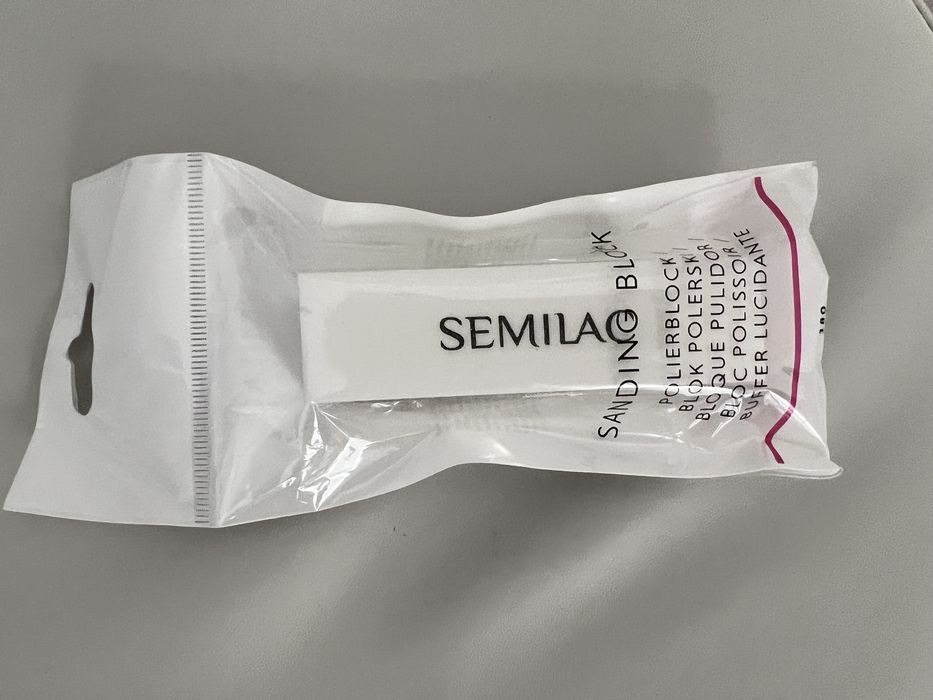 SEMILAC
SANDING BLOCK
POLIERBLOCK /
BLOK POLERSKI /
BLOQUE PULIDOR /
BLOC POLISSOIR /
BUFFER LUCIDANTE